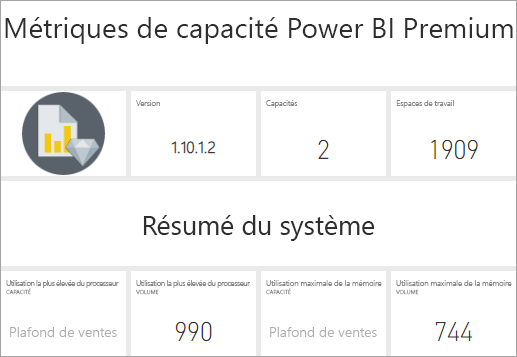 Métriques de capacité Power BI Premium
Version
1.10.1.2
Capacités
2
Espaces de travail
1909
Résumé du système
Utilisation la plus élevée du processeur
CAPACITÉ
Plafond de ventes
Utilisation la plus élevée du processeur
VOLUME
990
Utilisation maximale de la mémoire
CAPACITÉ
Plafond de ventes
Utilisation maximale de la mémoire
VOLUME
744